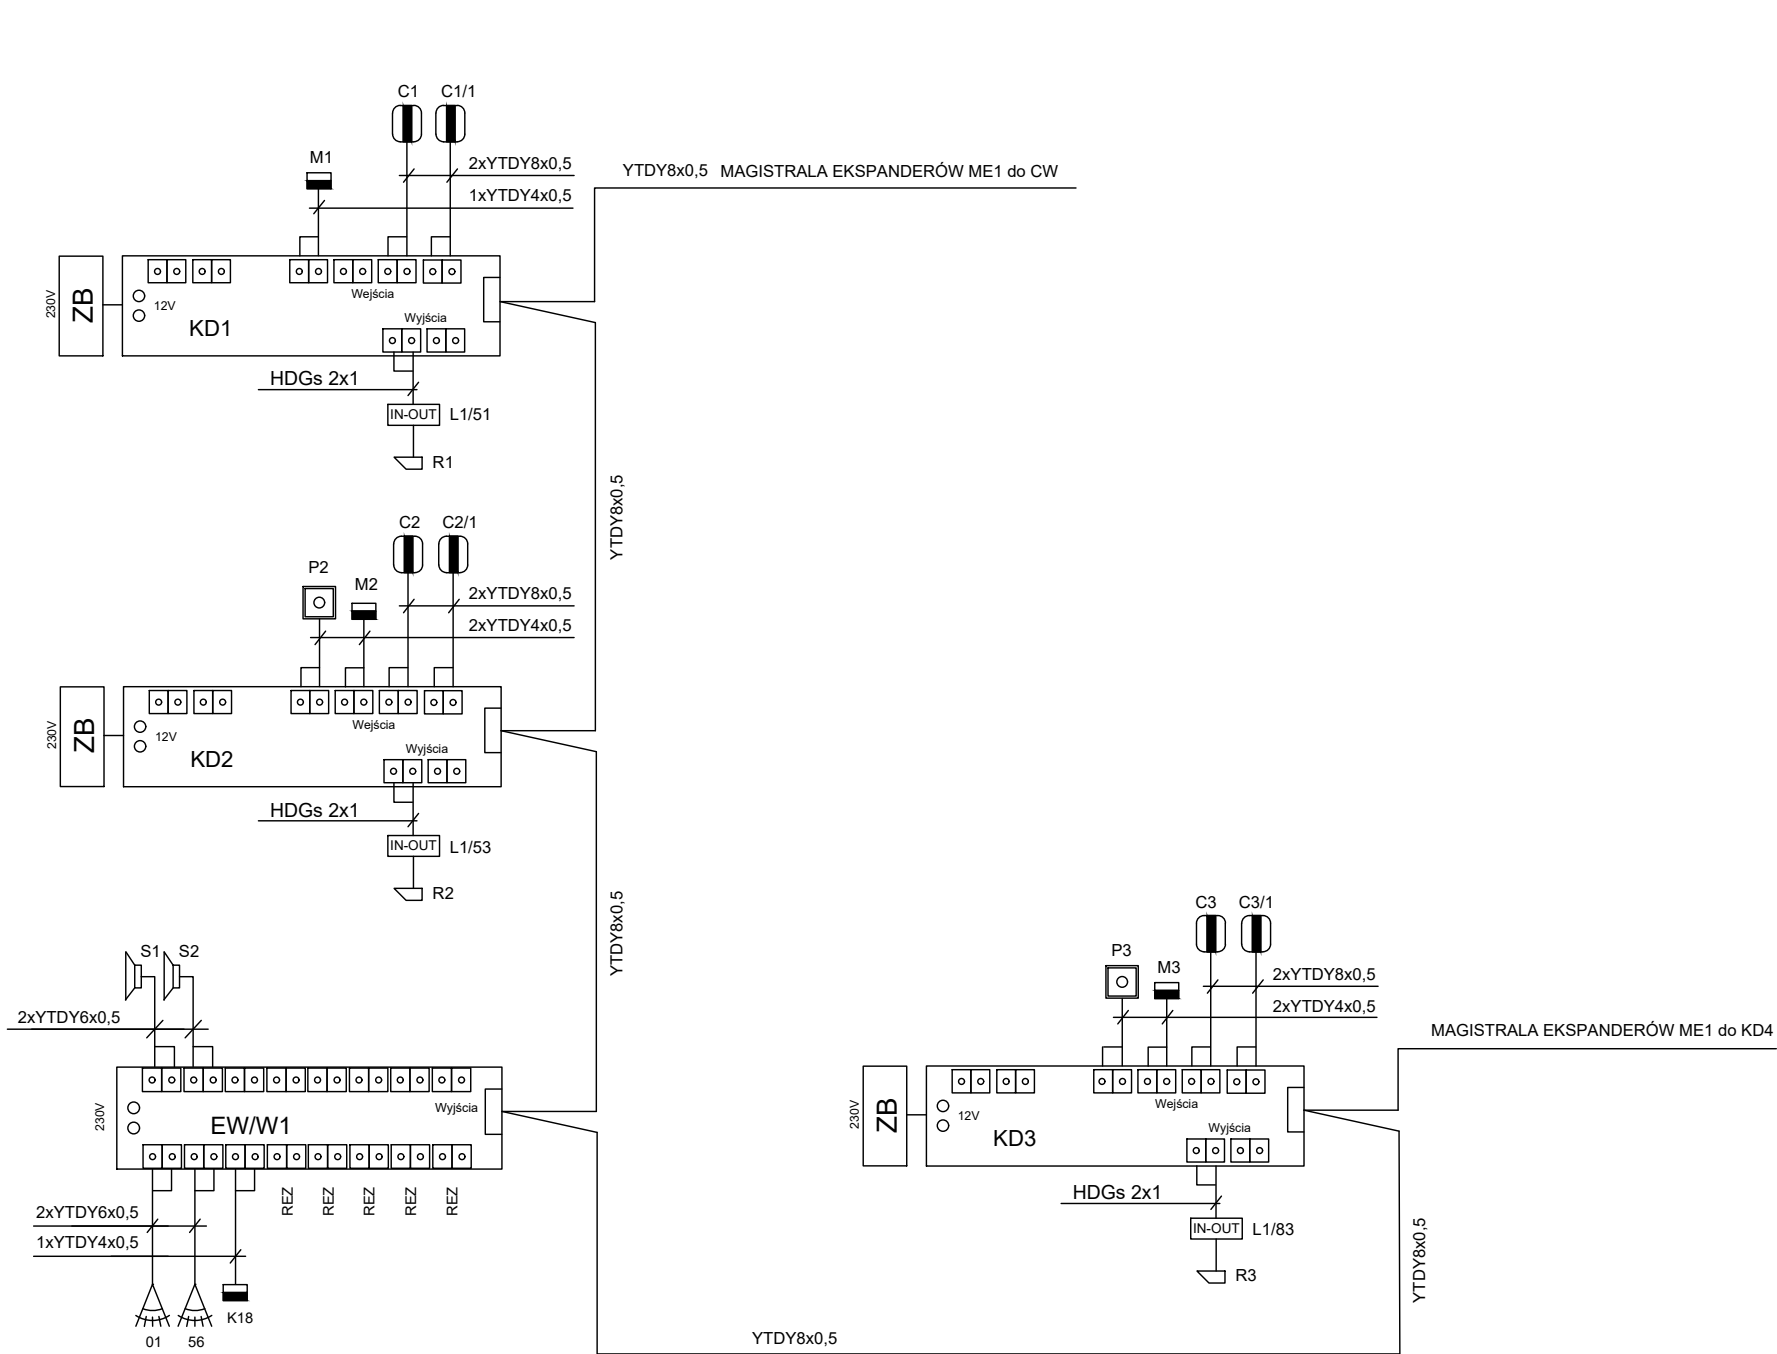 C1 C1/1
M1
2xYTDY8x0,5
1xYTDY4x0,5
YTDY8x0,5 MAGISTRALA EKSPANDERÓW ME1 do CW
230V
ZB
12V
KD1
Wejścia
Wyjścia
HDGs 2x1
IN-OUT L1/51
R1
YTDY8x0,5
C2 C2/1
P2
M2
2xYTDY8x0,5
2xYTDY4x0,5
230V
ZB
12V
KD2
Wejścia
Wyjścia
HDGs 2x1
IN-OUT L1/53
R2
YTDY8x0,5
S1 S2
2xYTDY6x0,5
230V
EW/W1
Wyjścia
REZ REZ REZ REZ REZ
2xYTDY6x0,5
1xYTDY4x0,5
01 56 K18
YTDY8x0,5
C3 C3/1
P3
M3
2xYTDY8x0,5
2xYTDY4x0,5
MAGISTRALA EKSPANDERÓW ME1 do KD4
230V
ZB
12V
KD3
Wejścia
Wyjścia
HDGs 2x1
IN-OUT L1/83
R3
YTDY8x0,5